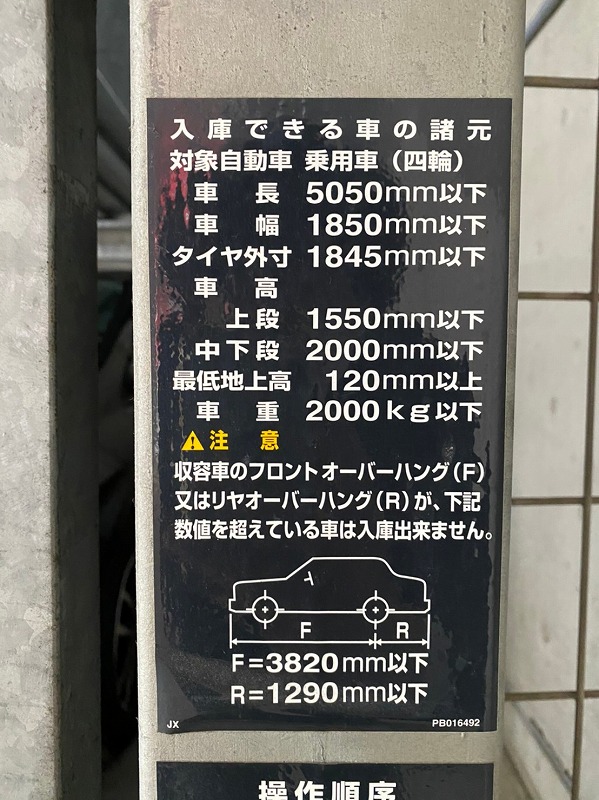 入庫できる車の諸元
対象自動車 乗用車（四輪）
車長 5050mm以下
車幅 1850mm以下
タイヤ外寸 1845mm以下
車高
上段 1550mm以下
中下段 2000mm以下
最低地上高 120mm以上
車重 2000kg以下
注意
収容車のフロントオーバーハング(F)
又はリヤオーバーハング(R)が、下記
数値を超えている車は入庫出来ません。
F R
F=3820mm以下
R=1290mm以下
JX PB016492
操作順序